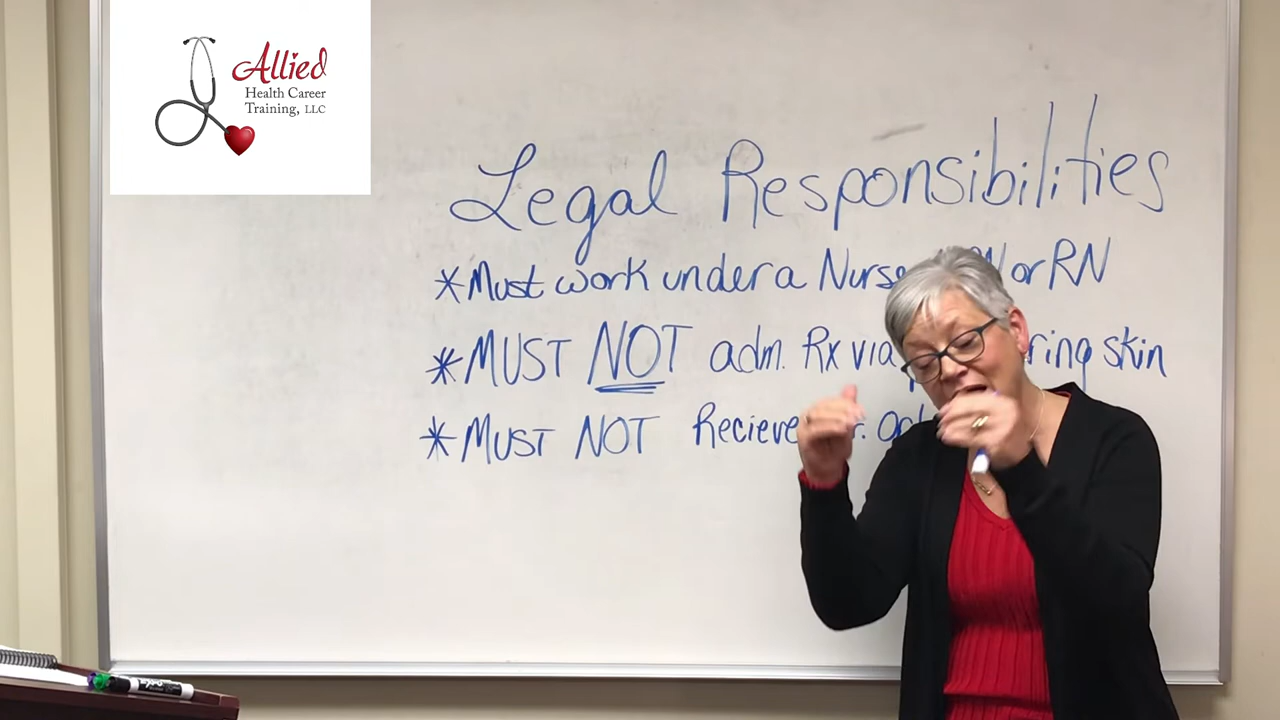 Allied
Health Career
Training, LLC
Legal Responsibilities
*Must work under a Nurse or RN
*MUST NOT adm. Rx via skin
*MUST NOT Recieve